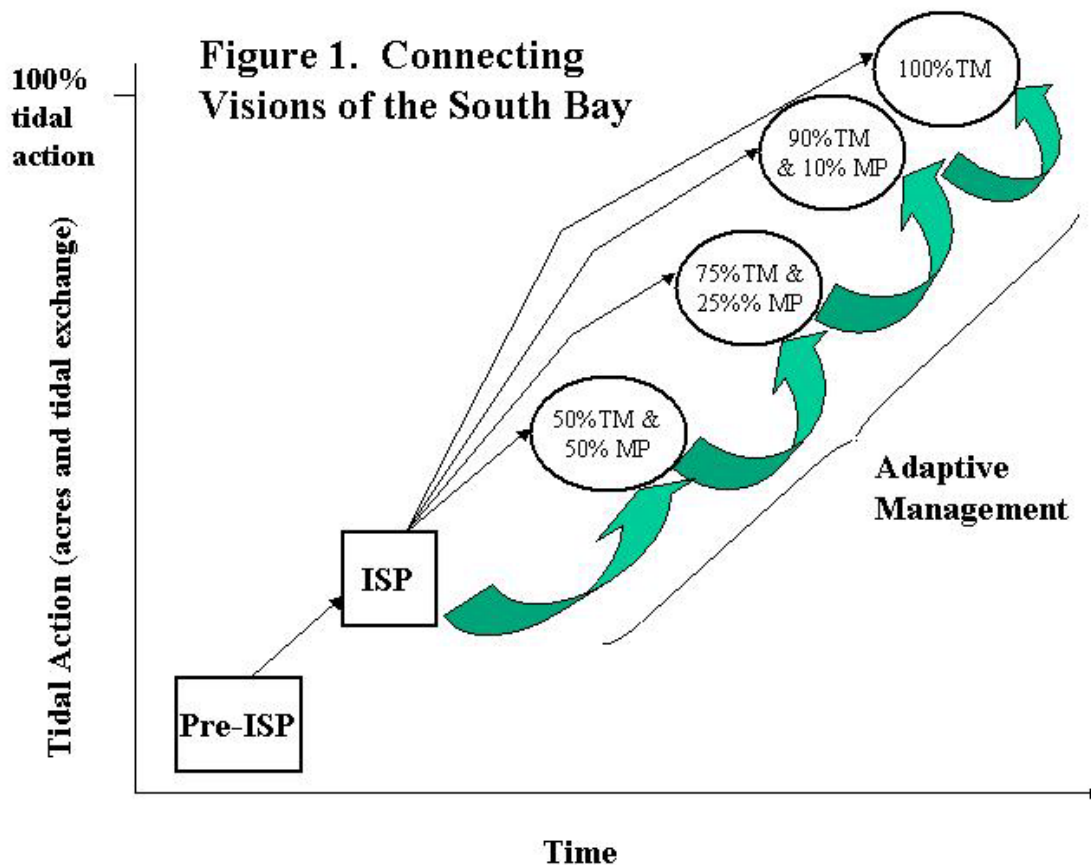 Figure 1. Connecting
Visions of the South Bay
100%
tidal
action
Tidal Action (acres and tidal exchange)
100%TM
90%TM
& 10% MP
75%TM &
25%% MP
50%TM &
50% MP
Adaptive
Management
ISP
Pre-ISP
Time